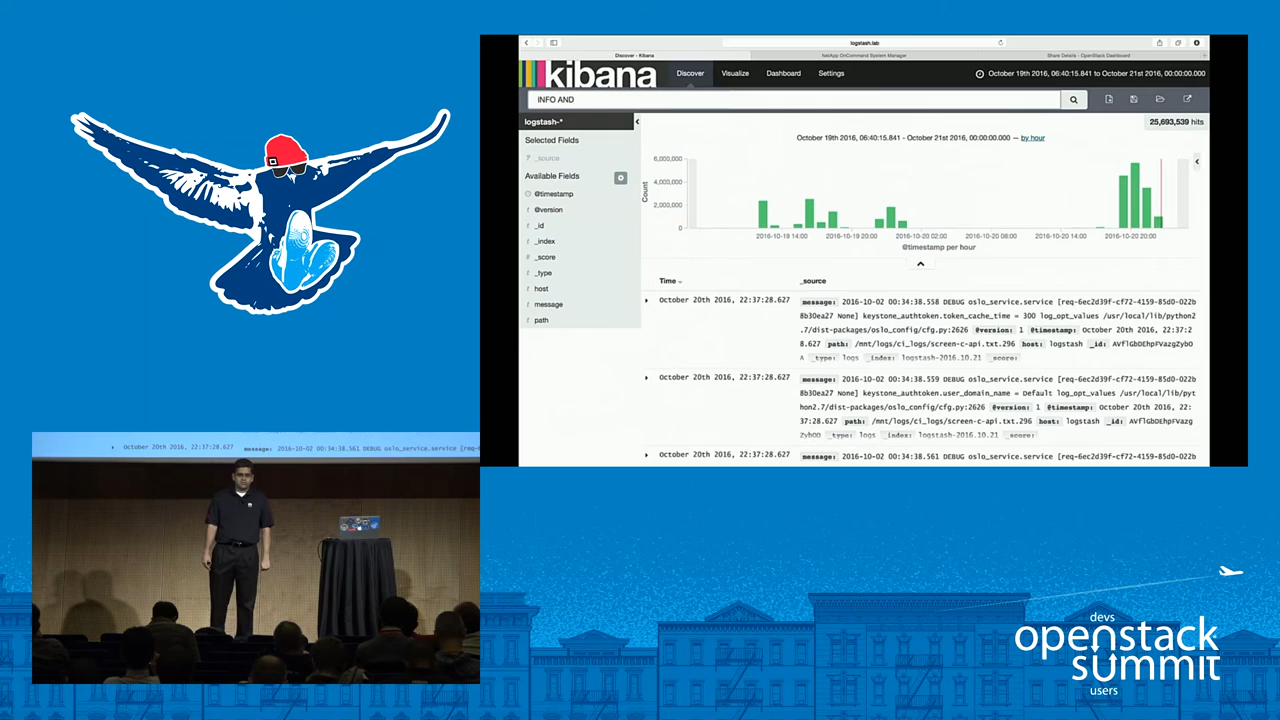 logstash.lab
Discover - Kibana
NetApp OnCommand System Manager
Share Details - OpenStack Dashboard
kibana
Discover
Visualize
Dashboard
Settings
October 19th 2016, 06:40:15.841 to October 21st 2016, 00:00:00.000
INFO AND
logstash-*
25,693,539 hits
Selected Fields
_source
Available Fields
@timestamp
t @version
t _id
t _index
# _score
t _type
t host
t message
t path
October 19th 2016, 06:40:15.841 - October 21st 2016, 00:00:00.000 — by hour
Count
6,000,000
4,000,000
2,000,000
0
2016-10-19 14:00
2016-10-19 20:00
2016-10-20 02:00
2016-10-20 08:00
2016-10-20 14:00
2016-10-20 20:00
@timestamp per hour
Time
_source
October 20th 2016, 22:37:28.627
message: 2016-10-02 00:34:38.558 DEBUG oslo_service.service [req-6ec2d39f-cf72-4159-85d0-022b
8b30ea27 None] keystone_authtoken.token_cache_time = 300 log_opt_values /usr/local/lib/python2
.7/dist-packages/oslo_config/cfg.py:2626 @version: 1 @timestamp: October 20th 2016, 22:37:2
8.627 path: /mnt/logs/ci_logs/screen-c-api.txt.296 host: logstash _id: AVflGbDEhpFVazgZybO
A _type: logs _index: logstash-2016.10.21 _score:
October 20th 2016, 22:37:28.627
message: 2016-10-02 00:34:38.559 DEBUG oslo_service.service [req-6ec2d39f-cf72-4159-85d0-022b
8b30ea27 None] keystone_authtoken.user_domain_name = Default log_opt_values /usr/local/lib/pyt
hon2.7/dist-packages/oslo_config/cfg.py:2626 @version: 1 @timestamp: October 20th 2016, 22:
37:28.627 path: /mnt/logs/ci_logs/screen-c-api.txt.296 host: logstash _id: AVflGbDEhpFVazg
ZybOO _type: logs _index: logstash-2016.10.21 _score:
October 20th 2016, 22:37:28.627
message: 2016-10-02 00:34:38.561 DEBUG oslo_service.service [req-6ec2d39f-cf72-4159-85d0-022b
October 20th 2016, 22:37:28.627
message: 2016-10-02 00:34:38.561 DEBUG oslo_service.service [req
devs
openstack
summit
users